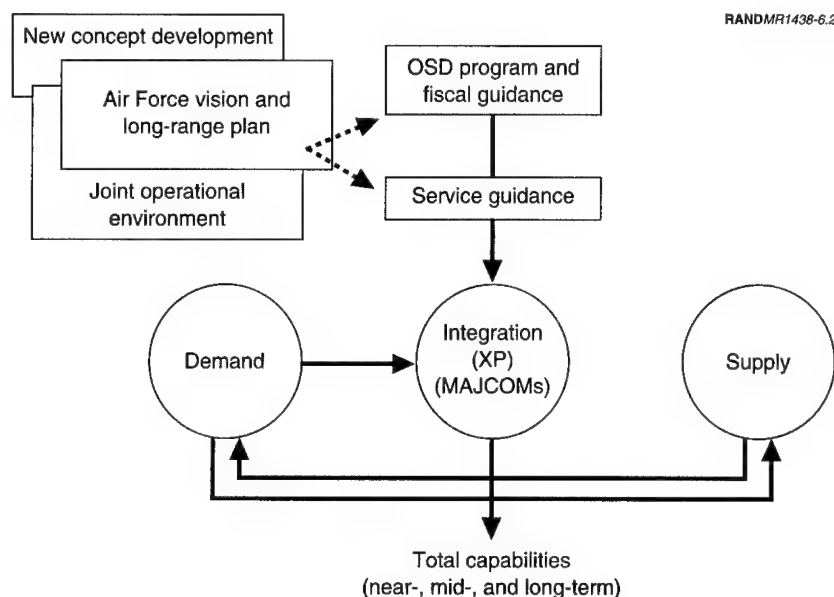 RANDMR1438-6.2
New concept development
Air Force vision and
long-range plan
Joint operational
environment
OSD program and
fiscal guidance
Service guidance
Demand
Integration
(XP)
(MAJCOMs)
Supply
Total capabilities
(near-, mid-, and long-term)